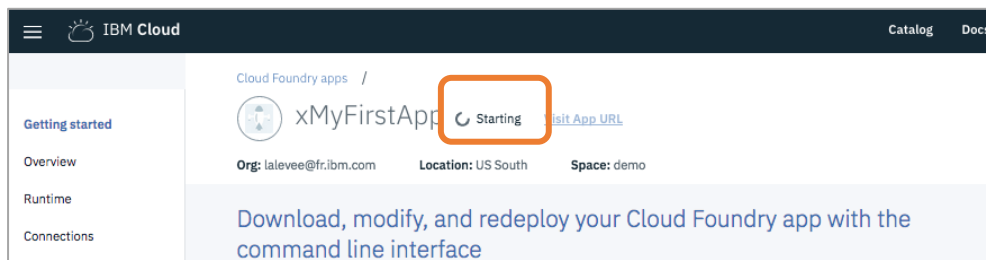 IBM Cloud
Catalog Docs
Cloud Foundry apps /
xMyFirstApp Starting Visit App URL
Getting started
Org: lalevee@fr.ibm.com Location: US South Space: demo
Overview
Runtime
Download, modify, and redeploy your Cloud Foundry app with the
Connections
command line interface